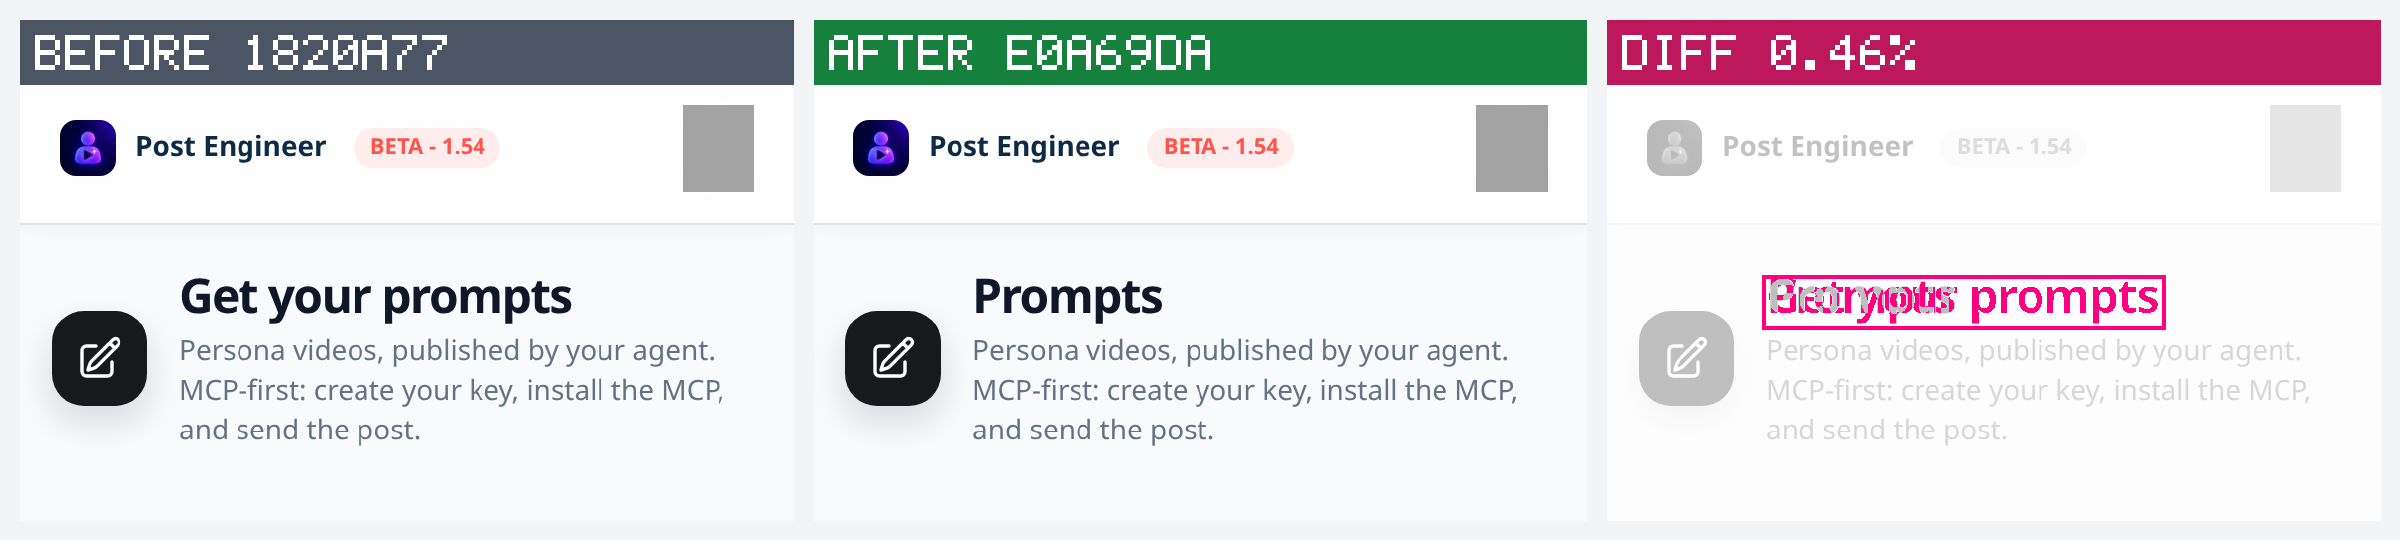 BEFORE 1820A77
Post Engineer
BETA - 1.54
Get your prompts
Persona videos, published by your agent.
MCP-first: create your key, install the MCP,
and send the post.
AFTER E0A69DA
Post Engineer
BETA - 1.54
Prompts
Persona videos, published by your agent.
MCP-first: create your key, install the MCP,
and send the post.
DIFF 0.46%
Post Engineer
BETA - 1.54
prompts
Persona videos, published by your agent.
MCP-first: create your key, install the MCP,
and send the post.